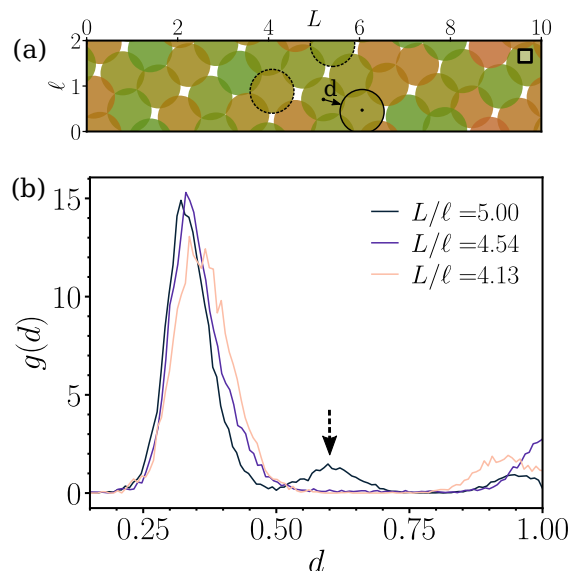 0 2 4 L 6 8 10
(a)
2
ℓ 1
0
d
(b)
15
10
5
0
g(d)
L/ℓ =5.00
L/ℓ =4.54
L/ℓ =4.13
0.25 0.50 0.75 1.00
d